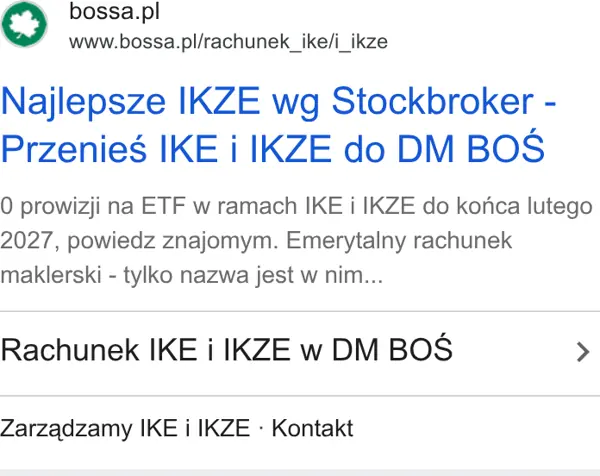 bossa.pl
www.bossa.pl/rachunek_ike/i_ikze
Najlepsze IKZE wg Stockbroker -
Przenieś IKE i IKZE do DM BOŚ
0 prowizji na ETF w ramach IKE i IKZE do końca lutego
2027, powiedz znajomym. Emerytalny rachunek
maklerski - tylko nazwa jest w nim...
Rachunek IKE i IKZE w DM BOŚ
Zarządzamy IKE i IKZE · Kontakt